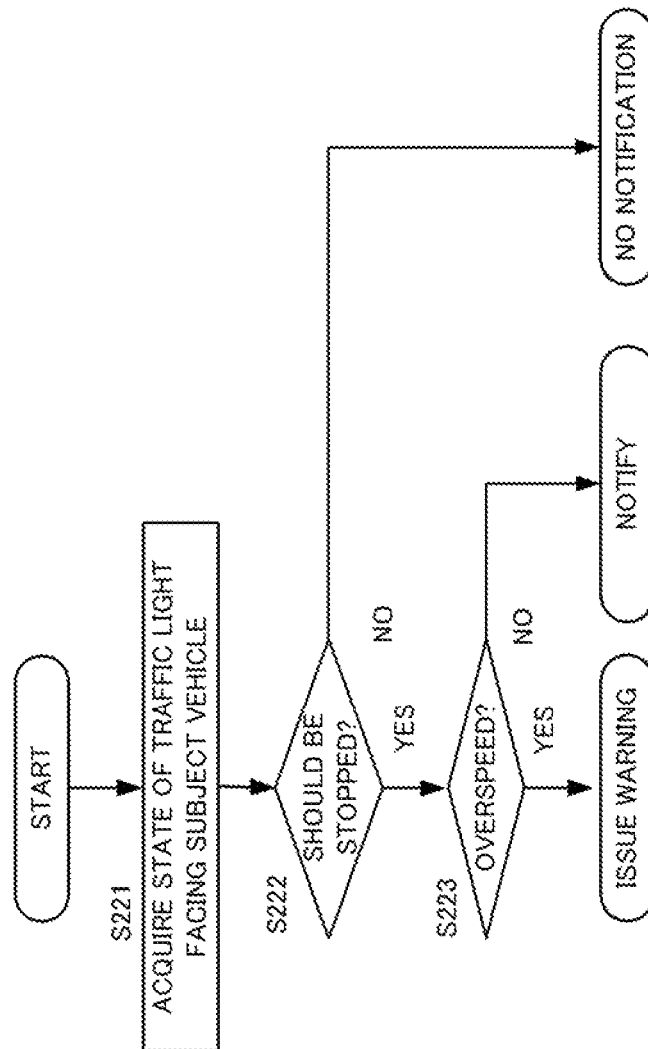 START
S221
ACQUIRE STATE OF TRAFFIC LIGHT
FACING SUBJECT VEHICLE
S222
SHOULD BE
STOPPED?
NO
YES
S223
OVERSPEED?
NO
YES
ISSUE WARNING
NOTIFY
NO NOTIFICATION